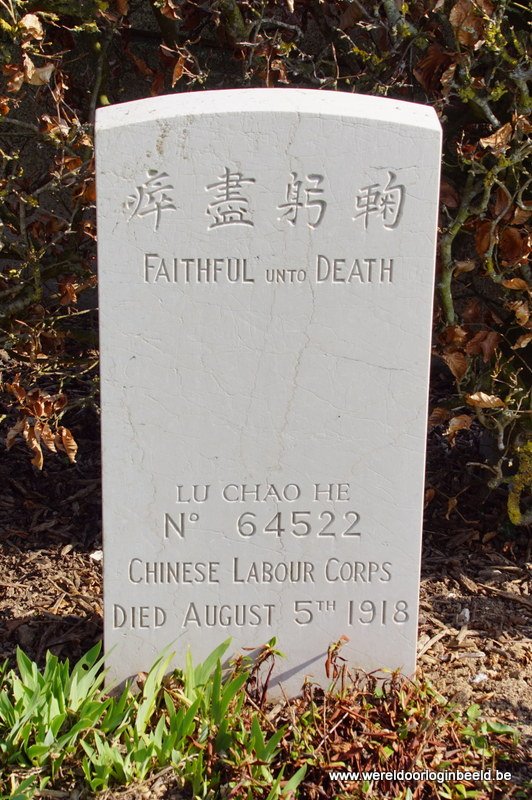 鞠躬盡瘁
FAITHFUL UNTO DEATH
LU CHAO HE
Nº 64522
CHINESE LABOUR CORPS
DIED AUGUST 5TH 1918
www.wereldoorloginbeeld.be